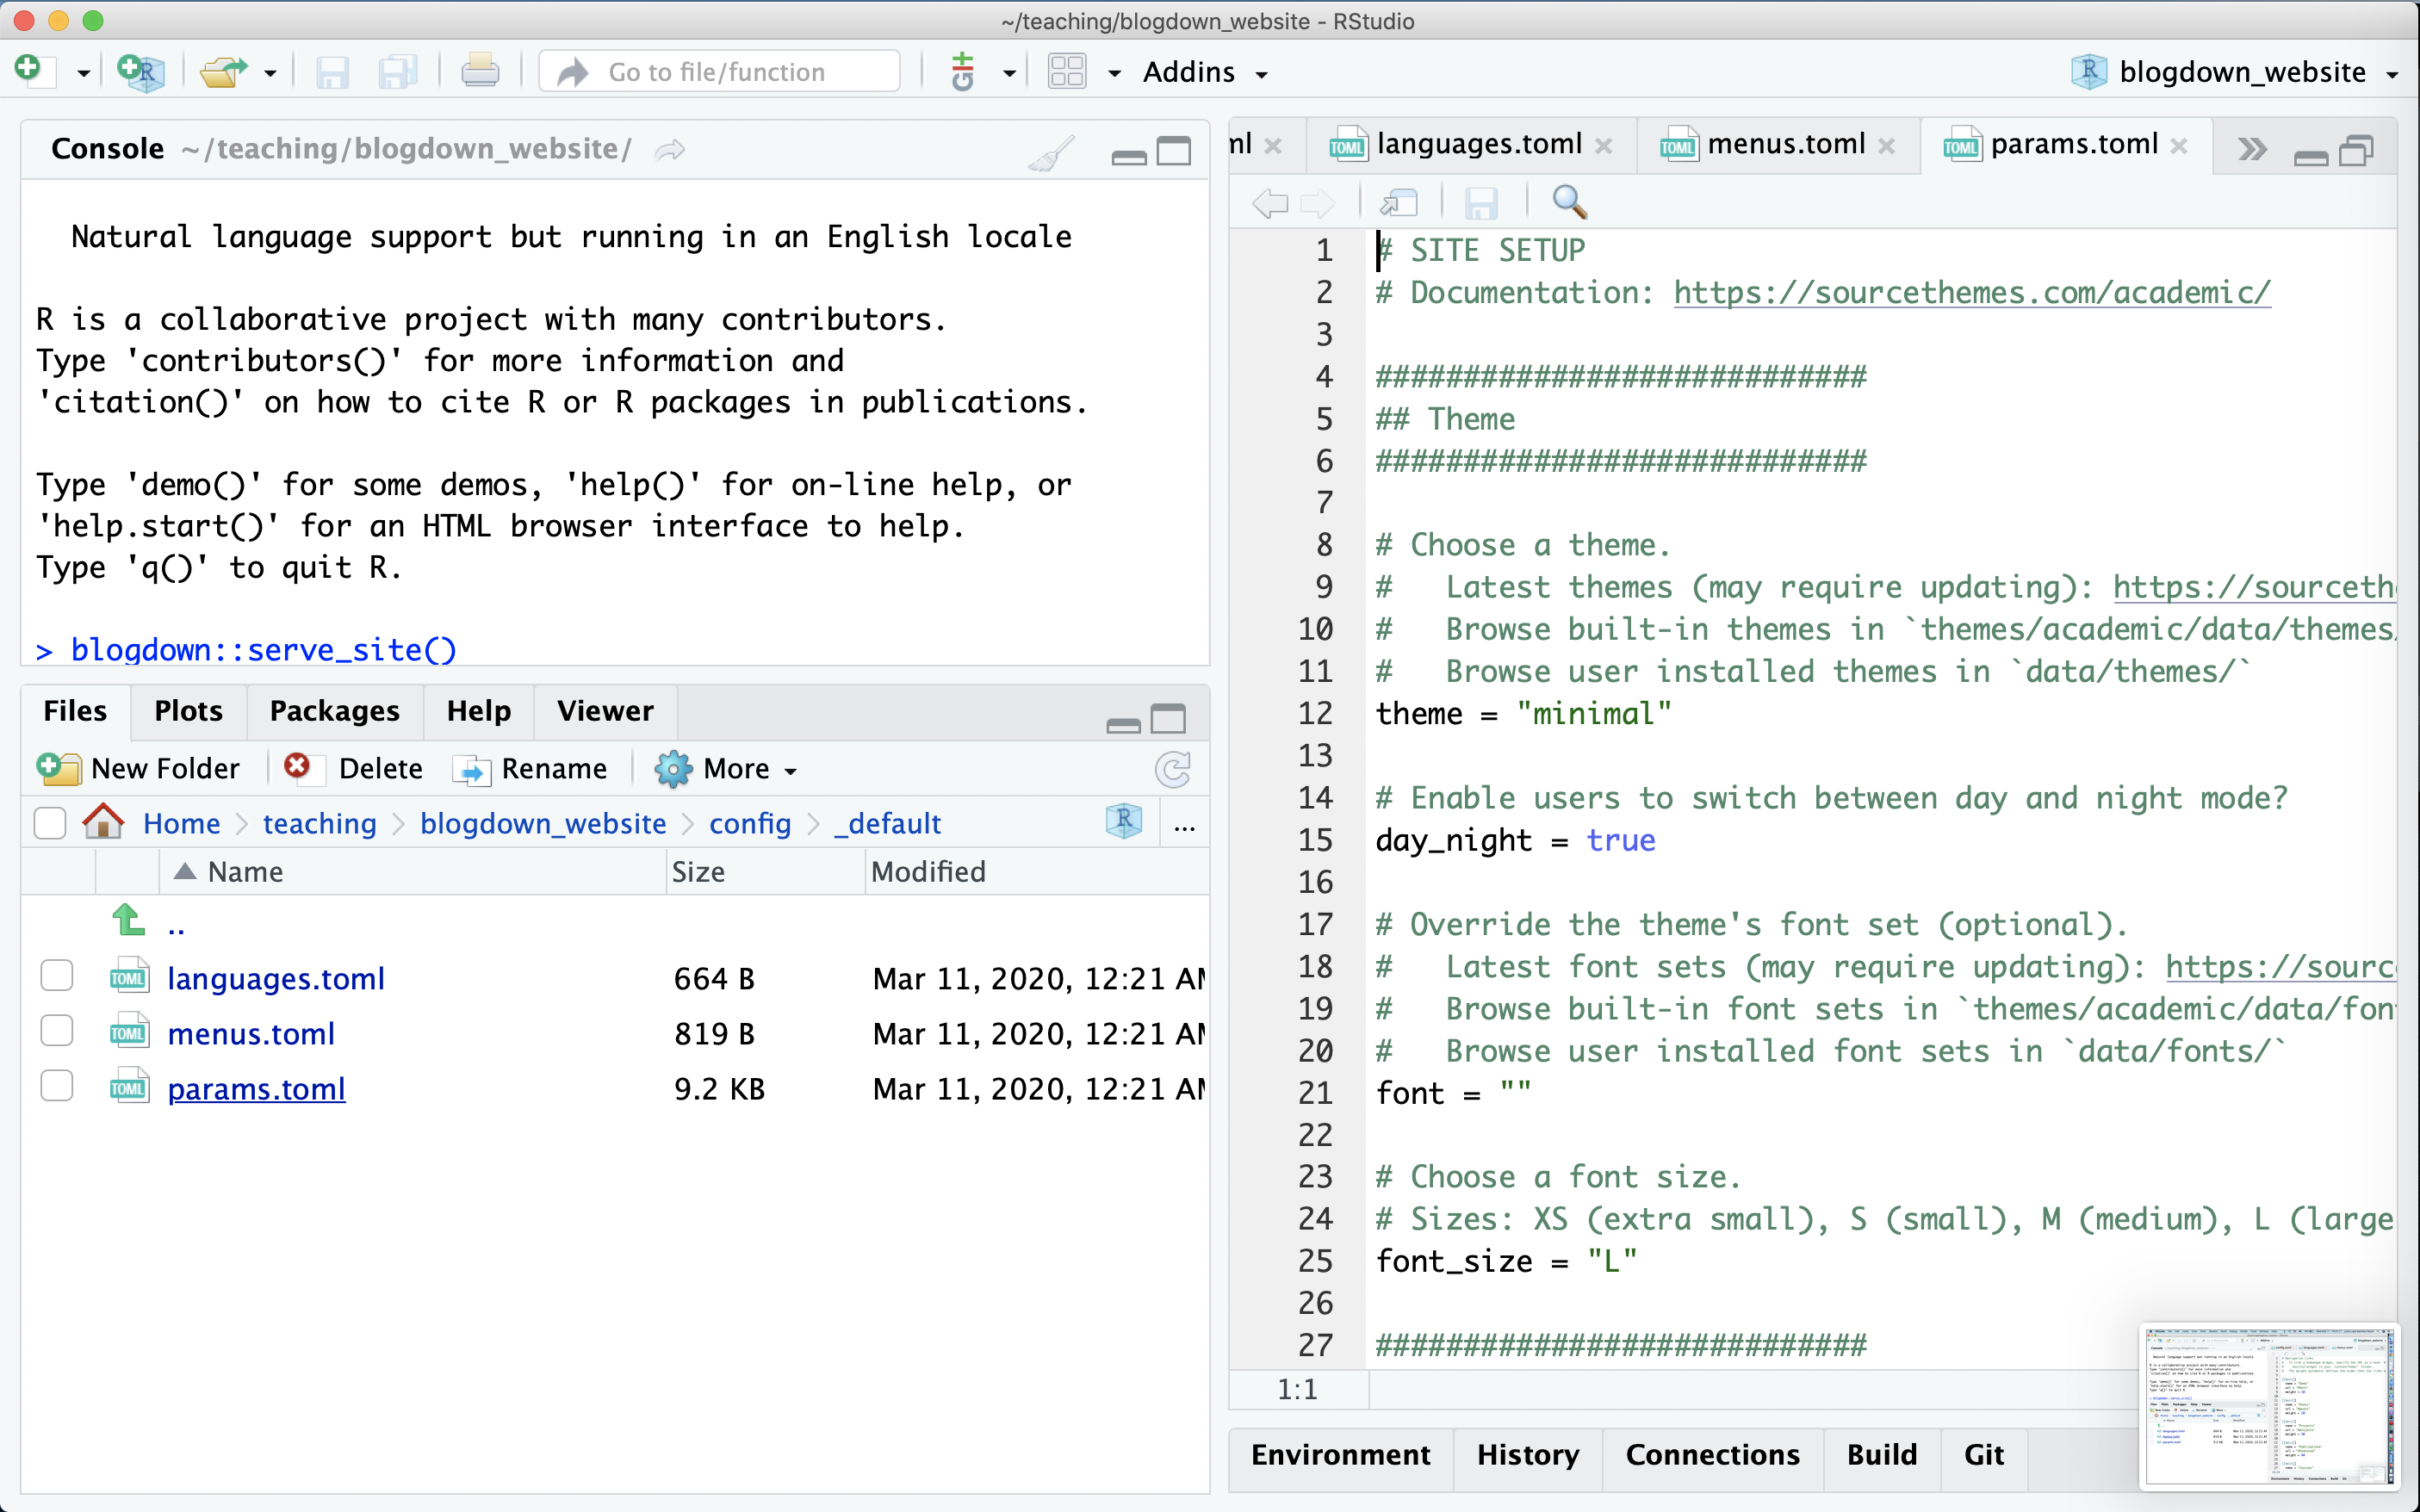 ~/teaching/blogdown_website - RStudio
Go to file/function
Addins
blogdown_website
Console ~/teaching/blogdown_website/
Natural language support but running in an English locale
R is a collaborative project with many contributors.
Type 'contributors()' for more information and
'citation()' on how to cite R or R packages in publications.
Type 'demo()' for some demos, 'help()' for on-line help, or
'help.start()' for an HTML browser interface to help.
Type 'q()' to quit R.
> blogdown::serve_site()
Files Plots Packages Help Viewer
New Folder Delete Rename More
Home teaching blogdown_website config _default ...
Name Size Modified
..
languages.toml 664 B Mar 11, 2020, 12:21 AM
menus.toml 819 B Mar 11, 2020, 12:21 AM
params.toml 9.2 KB Mar 11, 2020, 12:21 AM
ml languages.toml menus.toml params.toml
1 # SITE SETUP
2 # Documentation: https://sourcethemes.com/academic/
3
4 ############################
5 ## Theme
6 ############################
7
8 # Choose a theme.
9 #   Latest themes (may require updating): https://sourceth
10 #   Browse built-in themes in `themes/academic/data/themes/
11 #   Browse user installed themes in `data/themes/`
12 theme = "minimal"
13
14 # Enable users to switch between day and night mode?
15 day_night = true
16
17 # Override the theme's font set (optional).
18 #   Latest font sets (may require updating): https://sourc
19 #   Browse built-in font sets in `themes/academic/data/fon
20 #   Browse user installed font sets in `data/fonts/`
21 font = ""
22
23 # Choose a font size.
24 # Sizes: XS (extra small), S (small), M (medium), L (large
25 font_size = "L"
26
27 ############################
1:1
Environment History Connections Build Git